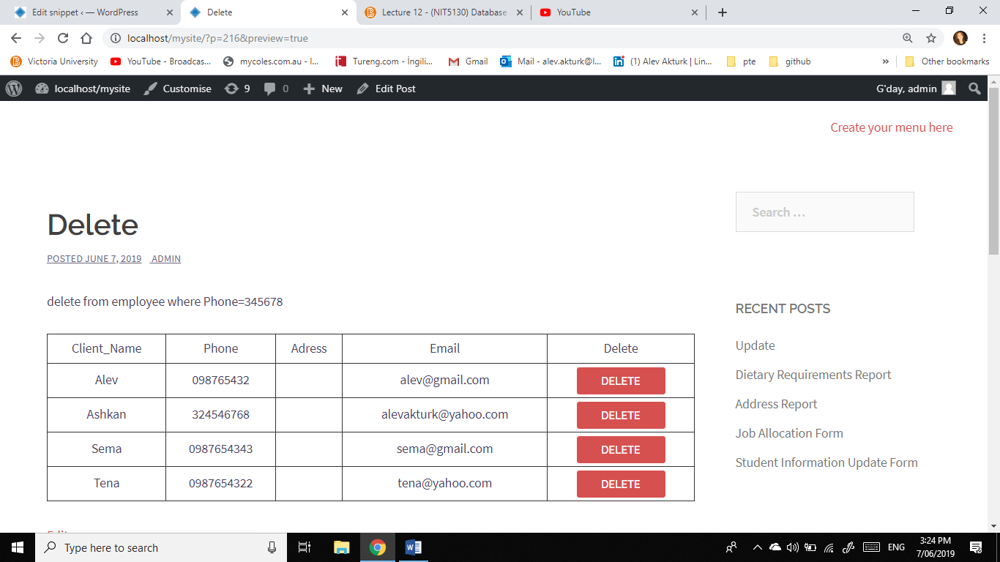 Edit snippet ‹ — WordPress
Delete
Lecture 12 - (NIT5130) Database
YouTube
localhost/mysite/?p=216&preview=true
Victoria University
YouTube - Broadcas...
mycoles.com.au - I...
Tureng.com - İngili...
Gmail
Mail - alev.akturk@l...
(1) Alev Akturk | Lin...
pte
github
»
Other bookmarks
localhost/mysite
Customise
9
0
New
Edit Post
G'day, admin
Create your menu here
Search …
Delete
POSTED JUNE 7, 2019 ADMIN
delete from employee where Phone=345678
RECENT POSTS
Update
Dietary Requirements Report
Address Report
Job Allocation Form
Student Information Update Form
Client_Name Phone Adress Email Delete
Alev 098765432 alev@gmail.com DELETE
Ashkan 324546768 alevakturk@yahoo.com DELETE
Sema 0987654343 sema@gmail.com DELETE
Tena 0987654322 tena@yahoo.com DELETE
Edit
Type here to search
ENG
3:24 PM
7/06/2019